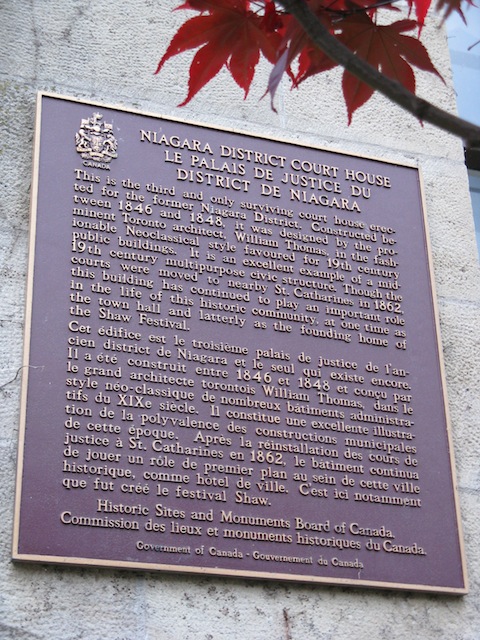 CANADA
NIAGARA DISTRICT COURT HOUSE
LE PALAIS DE JUSTICE DU
DISTRICT DE NIAGARA
This is the third and only surviving court house erec-
ted for the former Niagara District. Constructed be-
tween 1846 and 1848, it was designed by the pro-
minent Toronto architect, William Thomas, in the fash-
ionable Neoclassical style favoured for 19th century
public buildings. It is an excellent example of a mid-
19th century multipurpose civic structure. Though the
courts were moved to nearby St. Catharines in 1862,
this building has continued to play an important role
in the life of this historic community, at one time as
the town hall and latterly as the founding home of
the Shaw Festival.
Cet édifice est le troisième palais de justice de l'an-
cien district de Niagara et le seul qui existe encore.
Il a été construit entre 1846 et 1848 et conçu par
le grand architecte torontois William Thomas, dans le
style néo-classique de nombreux bâtiments administra-
tifs du XIXe siècle. Il constitue une excellente illustra-
tion de la polyvalence des constructions municipales
de cette époque. Après la réinstallation des cours de
justice à St. Catharines en 1862, le batiment continua
de jouer un rôle de premier plan au sein de cette ville
historique, comme hôtel de ville. C'est ici notamment
que fut créé le festival Shaw.
Historic Sites and Monuments Board of Canada.
Commission des lieux et monuments historiques du Canada.
Government of Canada - Gouvernement du Canada